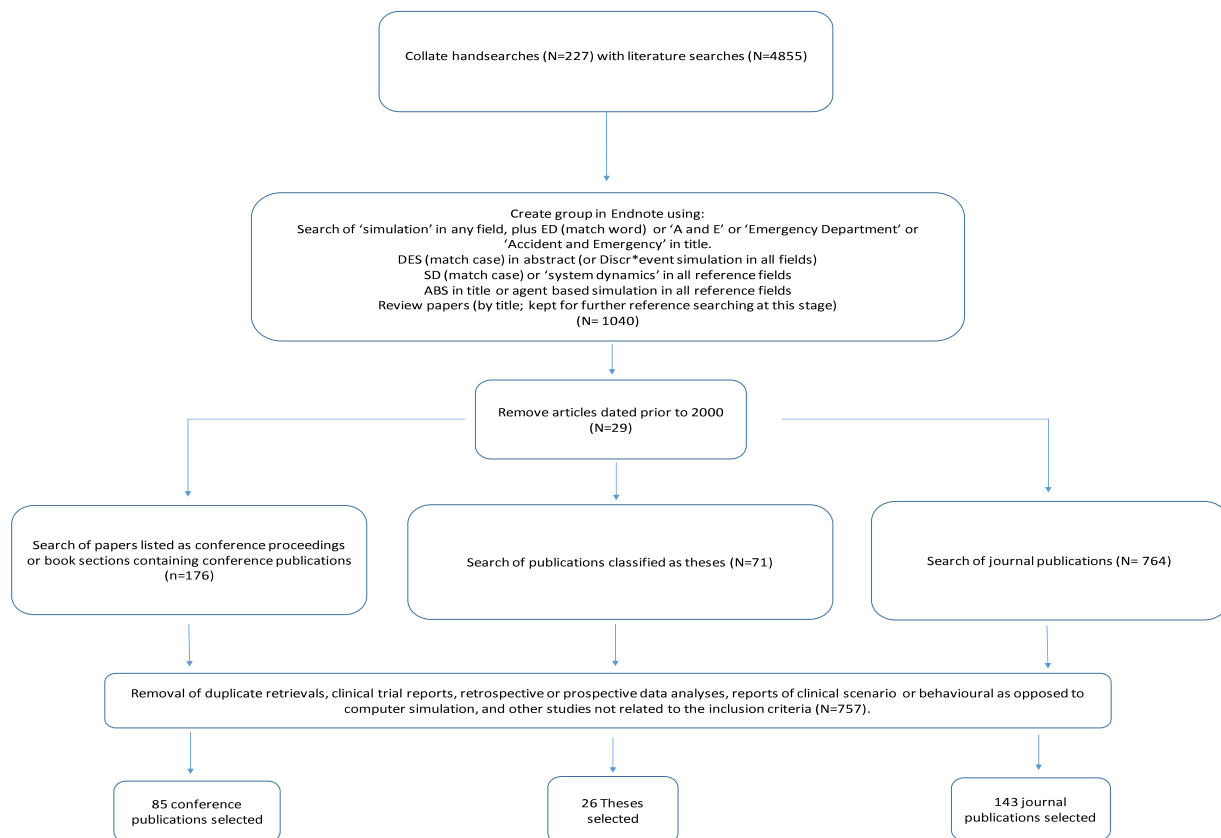 Collate handsearches (N=227) with literature searches (N=4855)
Create group in Endnote using:
Search of ‘simulation’ in any field, plus ED (match word) or ‘A and E’ or ‘Emergency Department’ or
‘Accident and Emergency’ in title.
DES (match case) in abstract (or Discr*event simulation in all fields)
SD (match case) or ‘system dynamics’ in all reference fields
ABS in title or agent based simulation in all reference fields
Review papers (by title; kept for further reference searching at this stage)
(N= 1040)
Remove articles dated prior to 2000
(N=29)
Search of papers listed as conference proceedings
or book sections containing conference publications
(n=176)
Search of publications classified as theses (N=71)
Search of journal publications (N= 764)
Removal of duplicate retrievals, clinical trial reports, retrospective or prospective data analyses, reports of clinical scenario or behavioural as opposed to
computer simulation, and other studies not related to the inclusion criteria (N=757).
85 conference
publications selected
26 Theses
selected
143 journal
publications selected